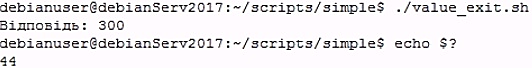 debianuser@debianServ2017:~/scripts/simple$ ./value_exit.sh
Відповідь: 300
debianuser@debianServ2017:~/scripts/simple$ echo $?
44